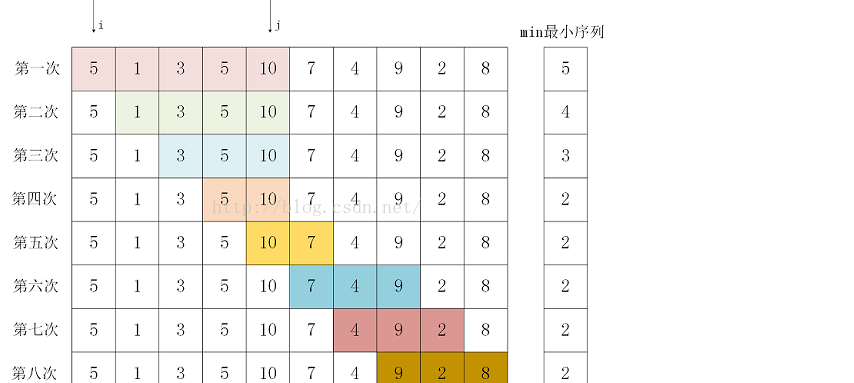 i j
min最小序列
第一次 5 1 3 5 10 7 4 9 2 8 5
第二次 5 1 3 5 10 7 4 9 2 8 4
第三次 5 1 3 5 10 7 4 9 2 8 3
第四次 5 1 3 5 10 7 4 9 2 8 2
http://blog.csdn.net/
第五次 5 1 3 5 10 7 4 9 2 8 2
第六次 5 1 3 5 10 7 4 9 2 8 2
第七次 5 1 3 5 10 7 4 9 2 8 2
第八次 5 1 3 5 10 7 4 9 2 8 2